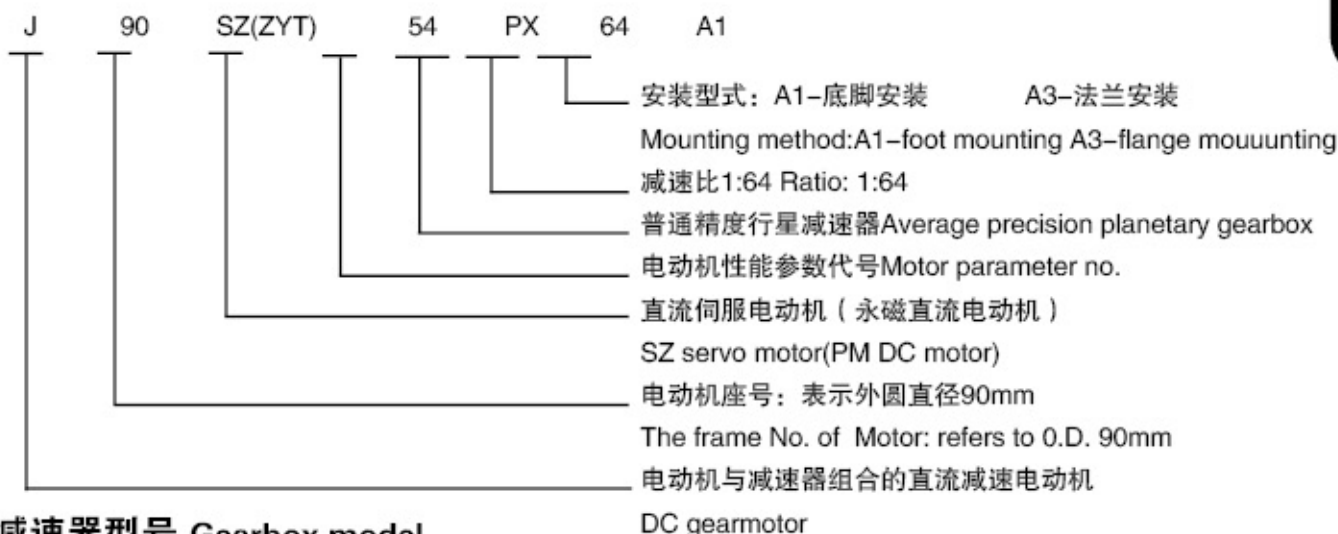 J 90 SZ(ZYT) 54 PX 64 A1
安装型式：A1-底脚安装 A3-法兰安装
Mounting method:A1-foot mounting A3-flange mouuunting
减速比1:64 Ratio: 1:64
普通精度行星减速器Average precision planetary gearbox
电动机性能参数代号Motor parameter no.
直流伺服电动机（永磁直流电动机）
SZ servo motor(PM DC motor)
电动机座号：表示外圆直径90mm
The frame No. of Motor: refers to 0.D. 90mm
电动机与减速器组合的直流减速电动机
DC gearmotor
减速器型号 Gearbox model